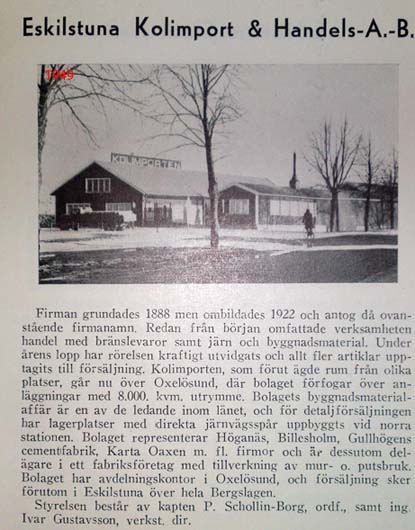 Eskilstuna Kolimport & Handels-A.-B.
1945
KOLIMPORTEN
Firman grundades 1888 men ombildades 1922 och antog då ovan-
stående firmanamn. Redan från början omfattade verksamheten
handel med bränslevaror samt järn och byggnadsmaterial. Under
årens lopp har rörelsen kraftigt utvidgats och allt fler artiklar upp-
tagits till försäljning. Kolimporten, som förut ägde rum från olika
platser, går nu över Oxelösund, där bolaget förfogar över an-
läggningar med 8.000. kvm. utrymme. Bolagets byggnadsmaterial-
affär är en av de ledande inom länet, och för detaljförsäljningen
har lagerplatser med direkta järnvägsspår uppbyggts vid norra
stationen. Bolaget representerar Höganäs, Billesholm, Gullhögens
cementfabrik, Karta Oaxen m. fl. firmor och är dessutom del-
ägare i ett fabriksföretag med tillverkning av mur- o. putsbruk.
Bolaget har avdelningskontor i Oxelösund, och försäljning sker
förutom i Eskilstuna över hela Bergslagen.
Styrelsen består av kapten P. Schollin-Borg, ordf., samt ing.
Ivar Gustavsson, verkst. dir.